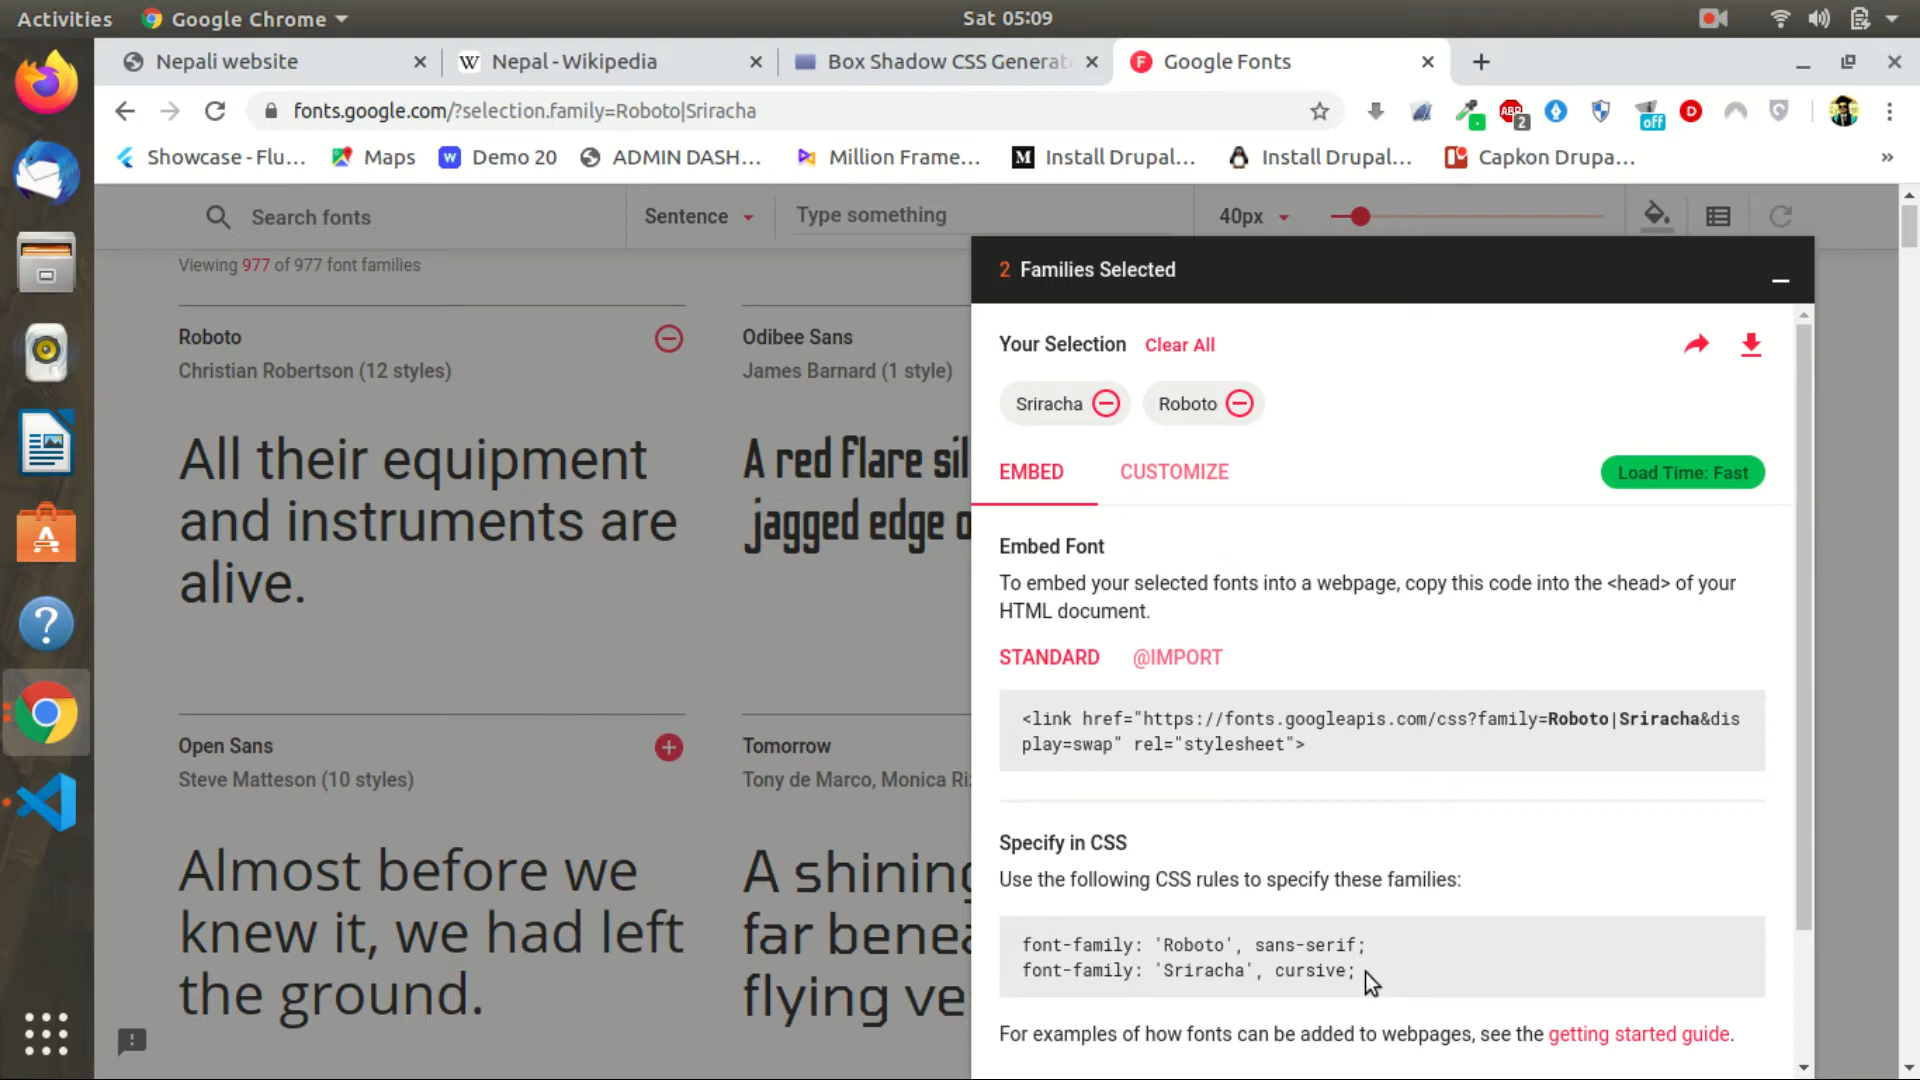 Activities
Google Chrome
Sat 05:09
Nepali website
W Nepal - Wikipedia
Box Shadow CSS Generat
F Google Fonts
fonts.google.com/?selection.family=Roboto|Sriracha
ABP
2
off
D
Showcase - Flu...
Maps
W Demo 20
ADMIN DASH...
Million Frame...
M Install Drupal...
Install Drupal...
Capkon Drupa...
»
Search fonts
Sentence
Type something
40px
Viewing 977 of 977 font families
Roboto
Christian Robertson (12 styles)
All their equipment
and instruments are
alive.
Odibee Sans
James Barnard (1 style)
A red flare sil
jagged edge o
Open Sans
Steve Matteson (10 styles)
Almost before we
knew it, we had left
the ground.
Tomorrow
Tony de Marco, Monica Ri
A shining
far benea
flying ve
2 Families Selected
Your Selection Clear All
Sriracha
Roboto
EMBED
CUSTOMIZE
Load Time: Fast
Embed Font
To embed your selected fonts into a webpage, copy this code into the <head> of your
HTML document.
STANDARD
@IMPORT
<link href="https://fonts.googleapis.com/css?family=Roboto|Sriracha&dis
play=swap" rel="stylesheet">
Specify in CSS
Use the following CSS rules to specify these families:
font-family: 'Roboto', sans-serif;
font-family: 'Sriracha', cursive;
For examples of how fonts can be added to webpages, see the getting started guide.